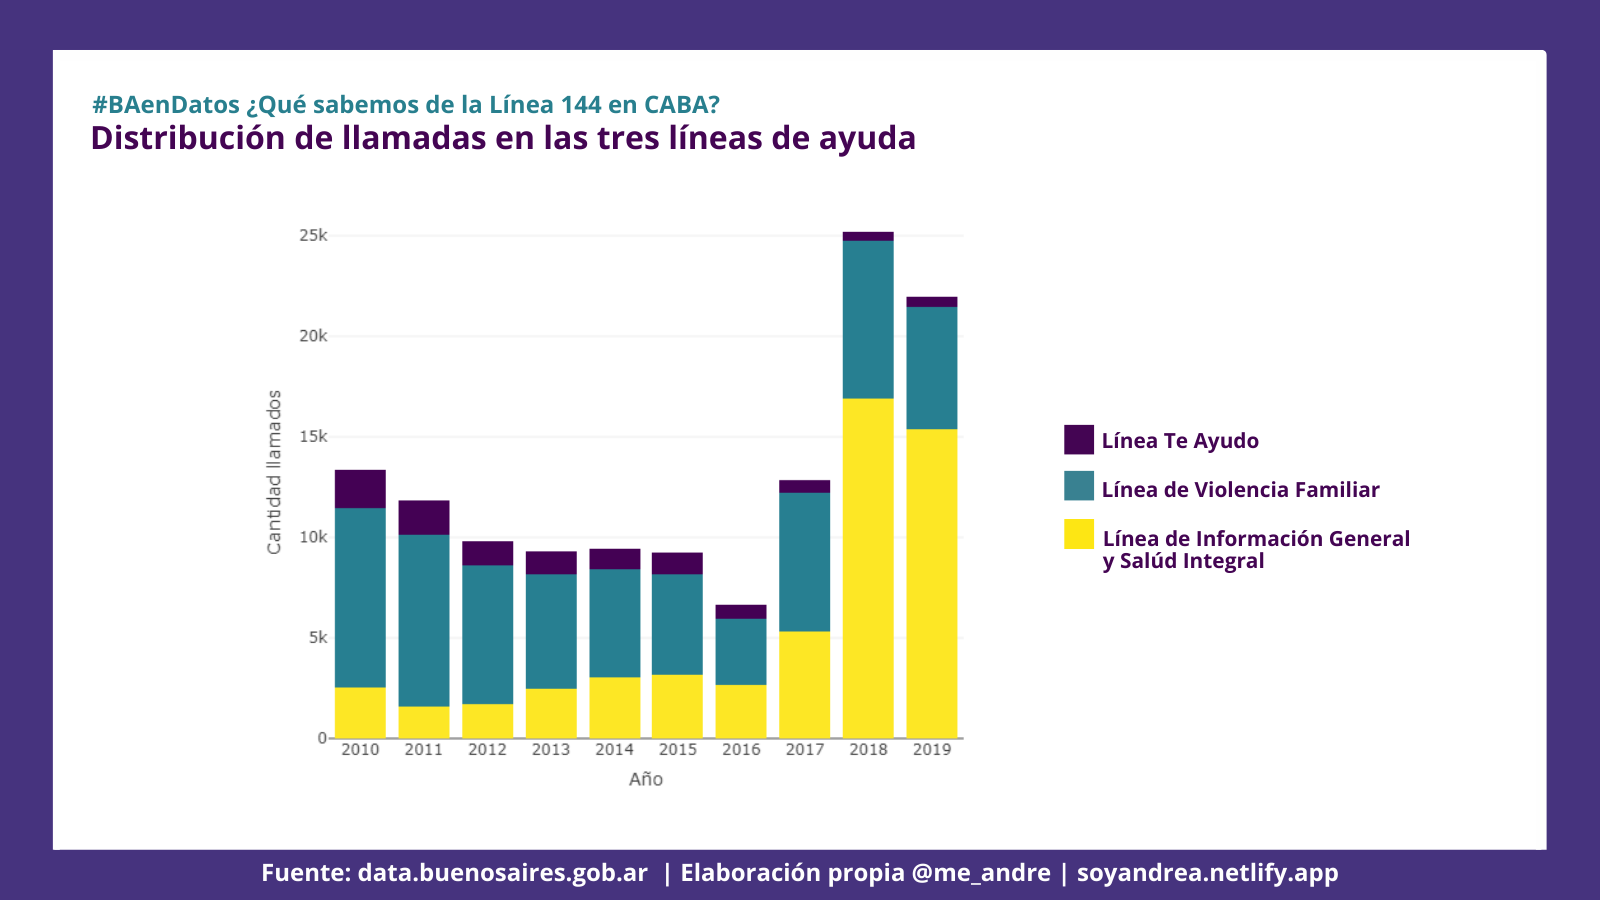 #BAenDatos ¿Qué sabemos de la Línea 144 en CABA?
Distribución de llamadas en las tres líneas de ayuda
25k
20k
15k
10k
5k
0
Cantidad llamados
2010 2011 2012 2013 2014 2015 2016 2017 2018 2019
Año
Línea Te Ayudo
Línea de Violencia Familiar
Línea de Información General
y Salúd Integral
Fuente: data.buenosaires.gob.ar | Elaboración propia @me_andre | soyandrea.netlify.app